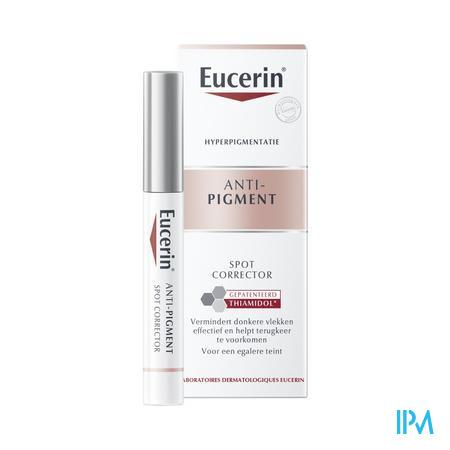 Eucerin®
HYPERPIGMENTATIE
ANTI-
PIGMENT
SPOT
CORRECTOR
GEPATENTEERD
THIAMIDOL®
Vermindert donkere vlekken
effectief en helpt terugkeer
te voorkomen
Voor een egalere teint
LABORATOIRES DERMATOLOGIQUES EUCERIN
Eucerin®
ANTI-PIGMENT
SPOT CORRECTOR
IPM